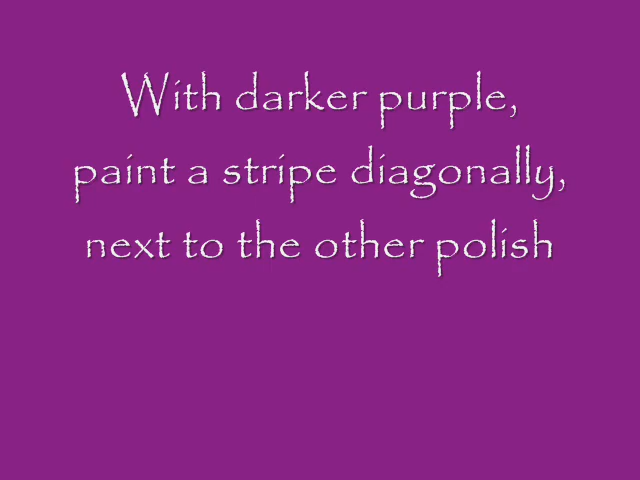 With darker purple,
paint a stripe diagonally,
next to the other polish